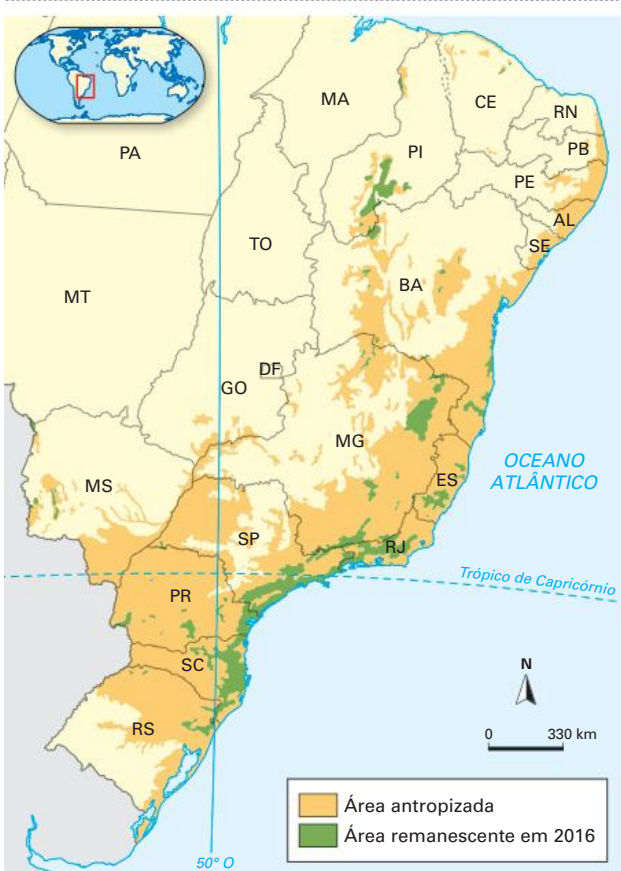 MA
CE
RN
PB
PA
PI
PE
AL
SE
TO
BA
MT
DF
GO
MG
OCEANO
ATLÂNTICO
MS
ES
SP
RJ
Trópico de Capricórnio
PR
SC
N
RS
0 330 km
Área antropizada
Área remanescente em 2016
50° O